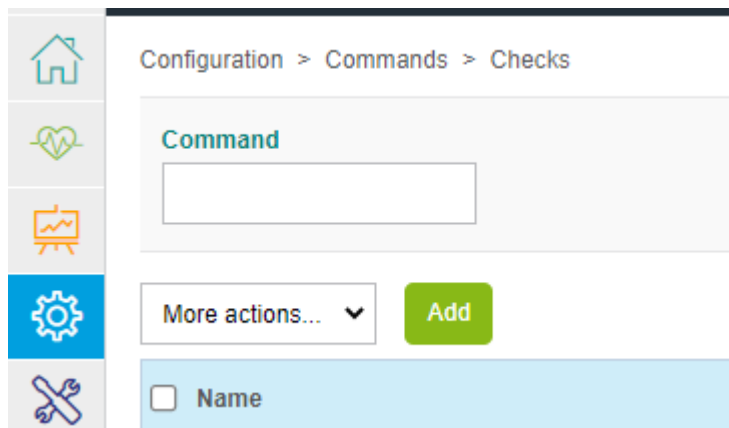 Configuration > Commands > Checks
Command
More actions...
Add
Name